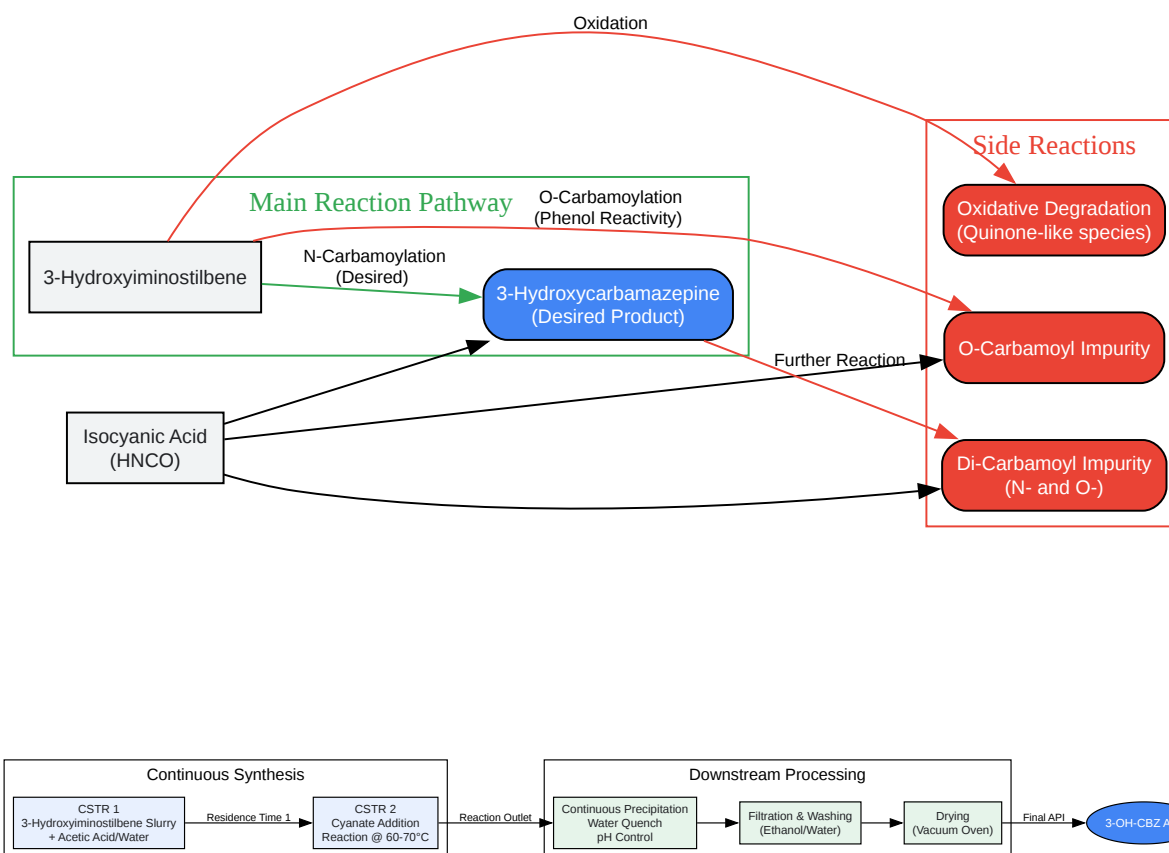 Oxidation
Side Reactions
Main Reaction Pathway
O-Carbamoylation
(Phenol Reactivity)
Oxidative Degradation
(Quinone-like species)
3-Hydroxyiminostilbene
N-Carbamoylation
(Desired)
3-Hydroxycarbamazepine
(Desired Product)
O-Carbamoyl Impurity
Further Reaction
Isocyanic Acid
(HNCO)
Di-Carbamoyl Impurity
(N- and O-)
Continuous Synthesis
CSTR 1
3-Hydroxyiminostilbene Slurry
+ Acetic Acid/Water
Residence Time 1
CSTR 2
Cyanate Addition
Reaction @ 60-70°C
Reaction Outlet
Downstream Processing
Continuous Precipitation
Water Quench
pH Control
Filtration & Washing
(Ethanol/Water)
Drying
(Vacuum Oven)
Final API
3-OH-CBZ A